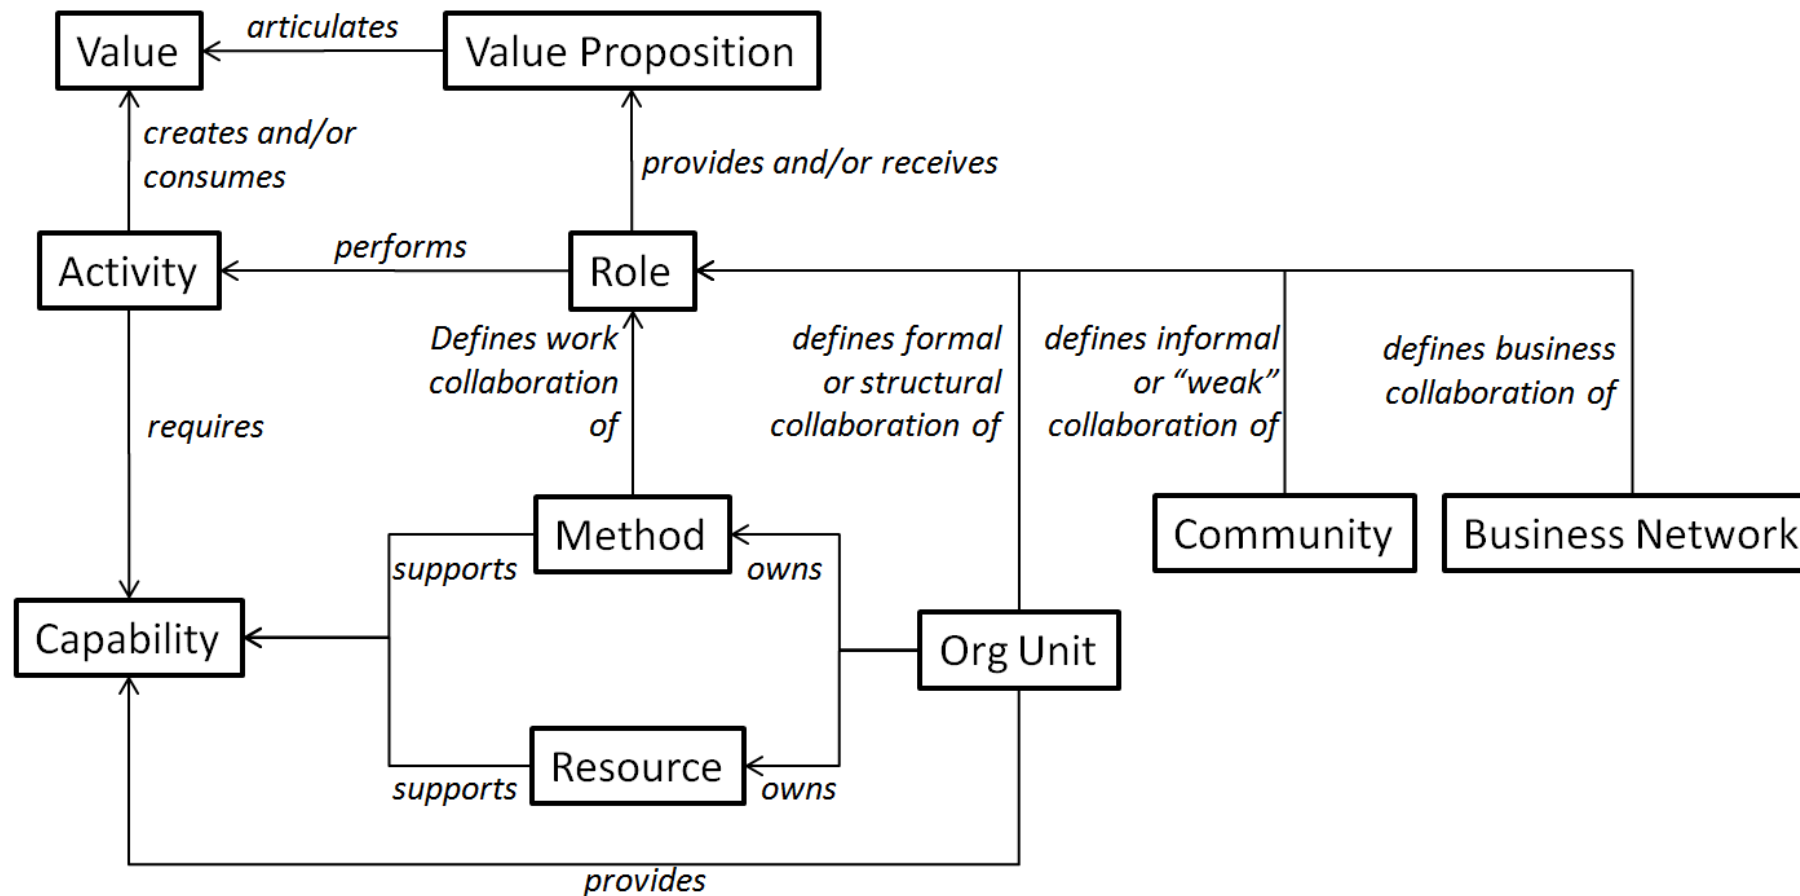 Value
articulates
Value Proposition
creates and/or
consumes
provides and/or receives
Activity
performs
Role
requires
Defines work
collaboration
of
defines formal
or structural
collaboration of
defines informal
or “weak”
collaboration of
defines business
collaboration of
Method
Community
Business Network
supports
owns
Capability
Org Unit
Resource
supports
owns
provides